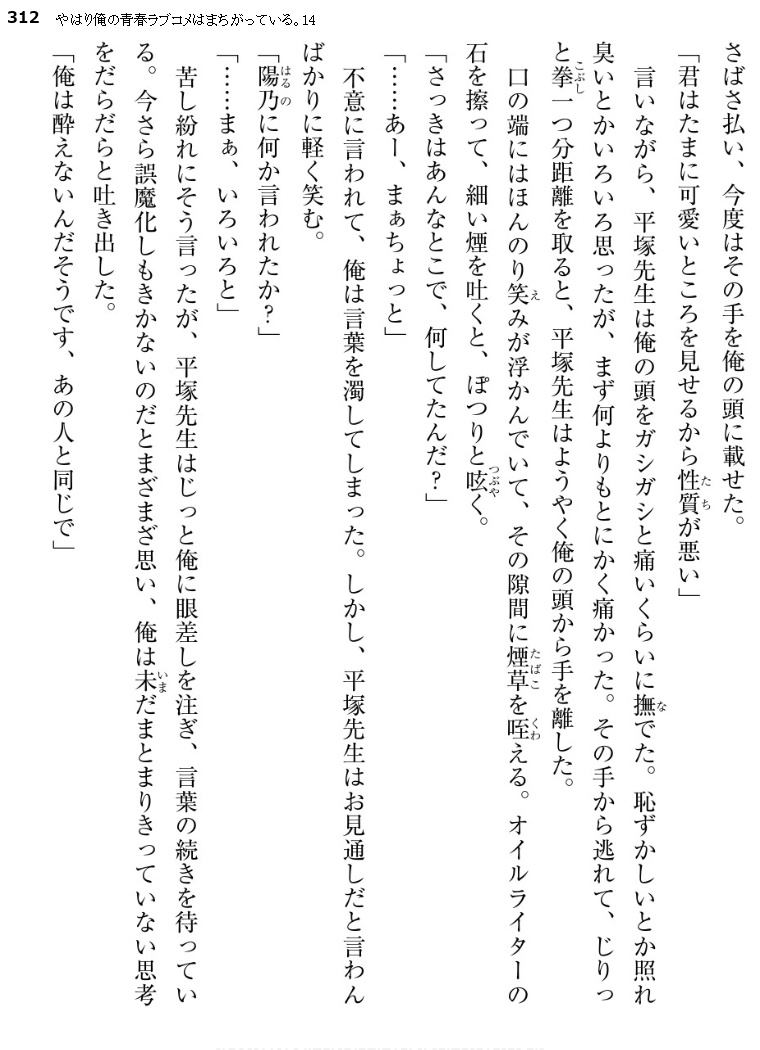 312 やはり俺の青春ラブコメはまちがっている。14
さばさ払い、今度はその手を俺の頭に載せた。
「君はたまに可愛いところを見せるから性質が悪い」
たち
言いながら、平塚先生は俺の頭をガシガシと痛いくらいに撫でた。恥ずかしいとか照れ
な
臭いとかいろいろ思ったが、まず何よりもとにかく痛かった。その手から逃れて、じりっ
と拳一つ分距離を取ると、平塚先生はようやく俺の頭から手を離した。
こぶし
口の端にはほんのり笑みが浮かんでいて、その隙間に煙草を咥える。オイルライターの
え
たばこ
くわ
石を擦って、細い煙を吐くと、ぽつりと呟く。
つぶや
「さっきはあんなとこで、何してたんだ?」
「……あー、まぁちょっと」
不意に言われて、俺は言葉を濁してしまった。しかし、平塚先生はお見通しだと言わん
ばかりに軽く笑む。
「陽乃に何か言われたか?」
はるの
「……まぁ、いろいろと」
苦し紛れにそう言ったが、平塚先生はじっと俺に眼差しを注ぎ、言葉の続きを待ってい
る。今さら誤魔化しもきかないのだとまざまざ思い、俺は未だまとまりきっていない思考
いま
をだらだらと吐き出した。
「俺は酔えないんだそうです、あの人と同じで」